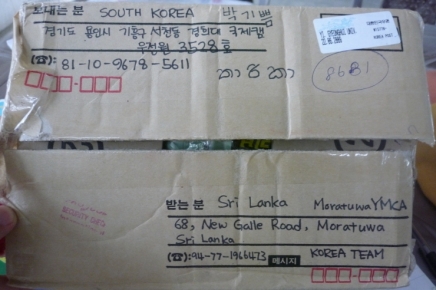 보내는 분 SOUTH KOREA 박기쁨
경기도 용인시 기흥구 서천동 경희대 국제캠
우정원 3528호
(☎):81-10-9678-5611
කාජකා
8681
받는 분 Sri Lanka Moratuwa YMCA
68, New Galle Road, Moratuwa
Sri Lanka
(☎):94-77-1966473 메시지 KOREA TEAM